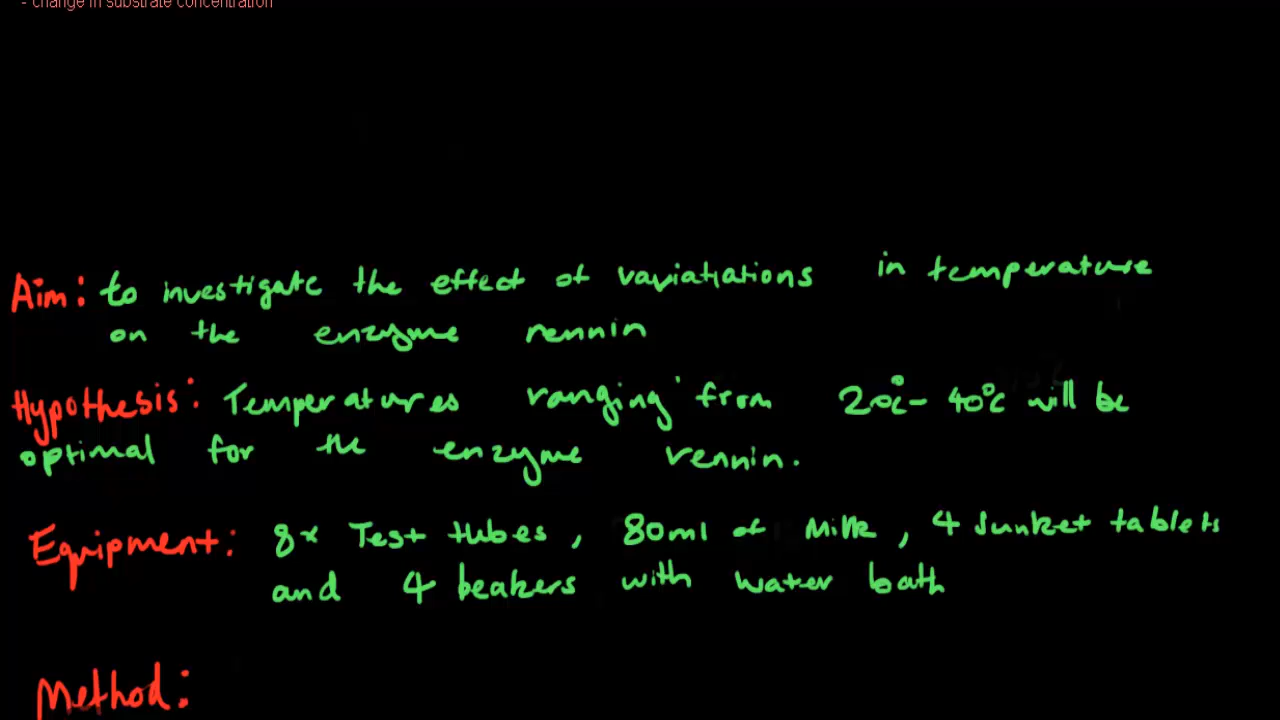 - change in substrate concentration
Aim: to investigate the effect of variatiations in temperature
on the enzyme rennin
Hypothesis: Temperatures ranging from 20°c- 40°c will be
optimal for the enzyme rennin.
Equipment: 8x Test tubes, 80ml of Milk, 4 Junket tablets
and 4 beakers with water bath
Method: